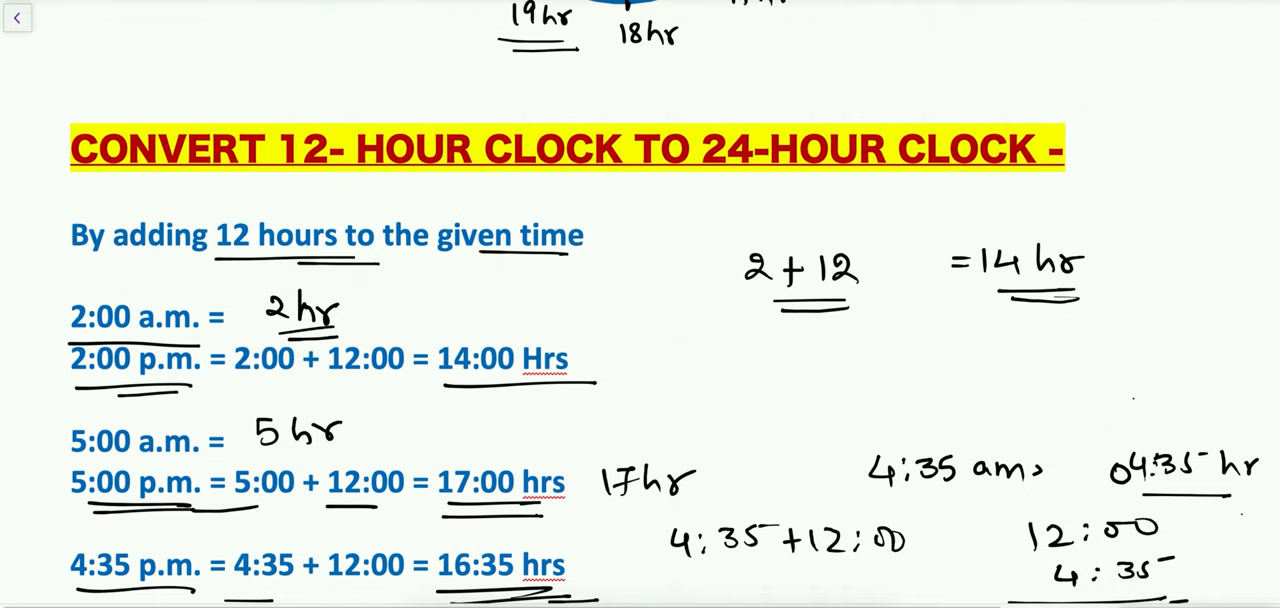 19hr
18hr
CONVERT 12- HOUR CLOCK TO 24-HOUR CLOCK -
By adding 12 hours to the given time
2 + 12 = 14 hr
2:00 a.m. = 2hr
2:00 p.m. = 2:00 + 12:00 = 14:00 Hrs
5:00 a.m. = 5 hr
4:35 am 04:35 hr
5:00 p.m. = 5:00 + 12:00 = 17:00 hrs 17hr
4:35 + 12:00
12:00
4:35
4:35 p.m. = 4:35 + 12:00 = 16:35 hrs